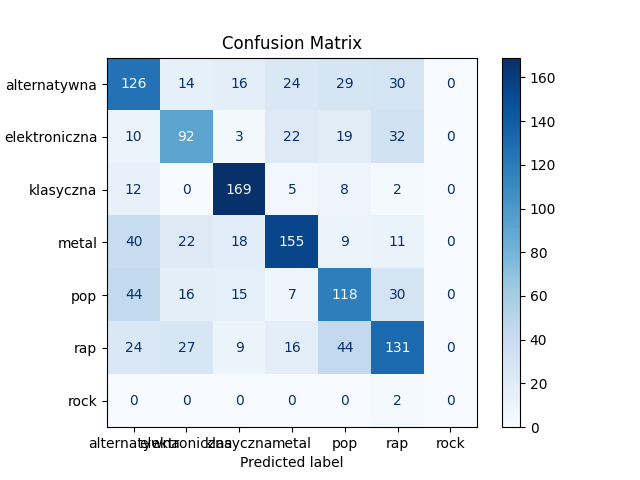 Confusion Matrix
alternatywna 126 14 16 24 29 30 0
elektroniczna 10 92 3 22 19 32 0
klasyczna 12 0 169 5 8 2 0
metal 40 22 18 155 9 11 0
pop 44 16 15 7 118 30 0
rap 24 27 9 16 44 131 0
rock 0 0 0 0 0 2 0
alternatywna elektroniczna klasyczna metal pop rap rock
Predicted label
160
140
120
100
80
60
40
20
0